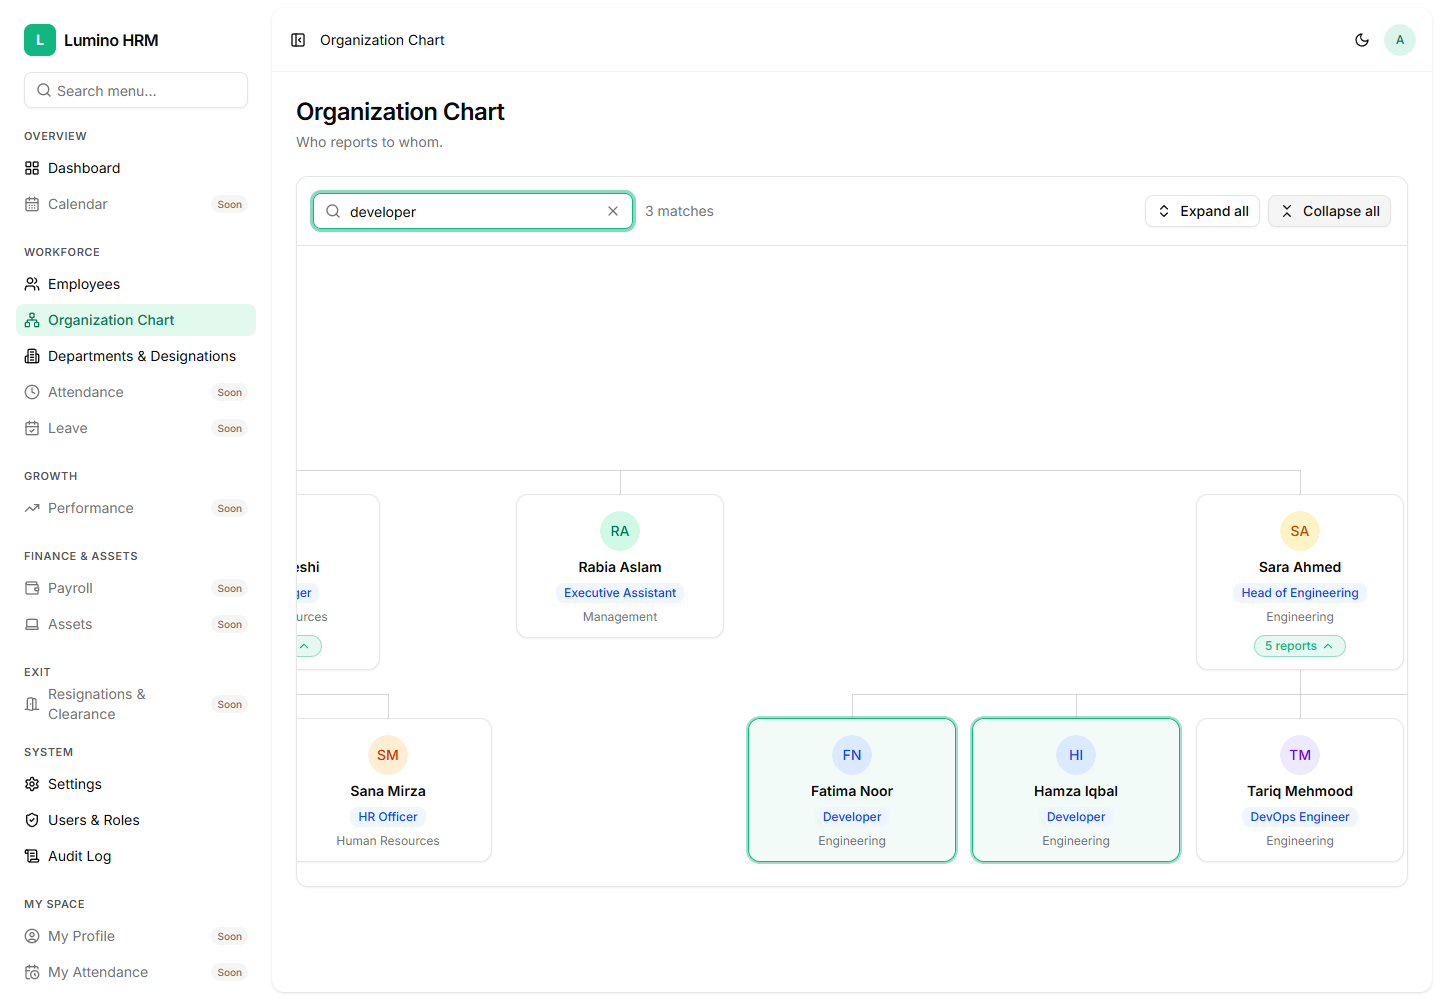 L
Lumino HRM
Search menu...
OVERVIEW
Dashboard
Calendar
Soon
WORKFORCE
Employees
Organization Chart
Departments & Designations
Attendance
Soon
Leave
Soon
GROWTH
Performance
Soon
FINANCE & ASSETS
Payroll
Soon
Assets
Soon
EXIT
Resignations &
Clearance
Soon
SYSTEM
Settings
Users & Roles
Audit Log
MY SPACE
My Profile
Soon
My Attendance
Soon
Organization Chart
A
Organization Chart
Who reports to whom.
developer
3 matches
Expand all
Collapse all
eshi
ger
urces
RA
Rabia Aslam
Executive Assistant
Management
SA
Sara Ahmed
Head of Engineering
Engineering
5 reports
SM
Sana Mirza
HR Officer
Human Resources
FN
Fatima Noor
Developer
Engineering
HI
Hamza Iqbal
Developer
Engineering
TM
Tariq Mehmood
DevOps Engineer
Engineering